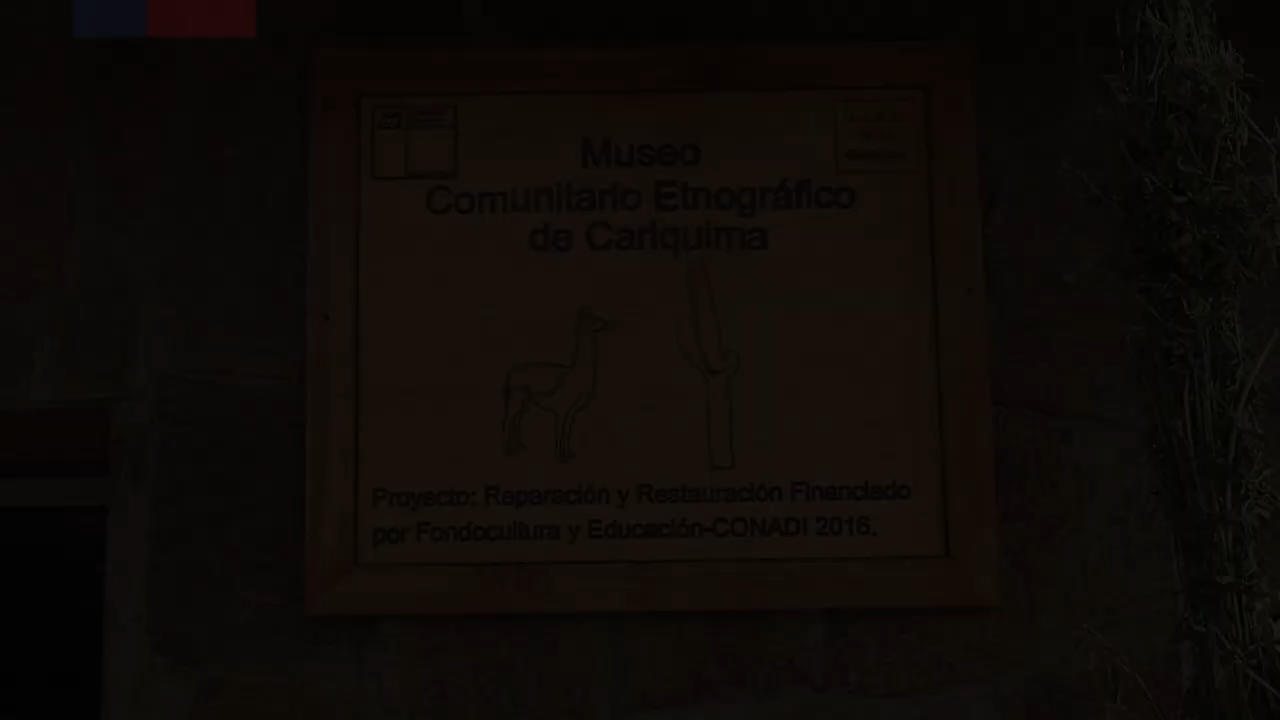 Museo
Comunitario Etnográfico
de Cariquima
Proyecto: Reparación y Restauración Financiado
por Fondocultura y Educación-CONADI 2016.